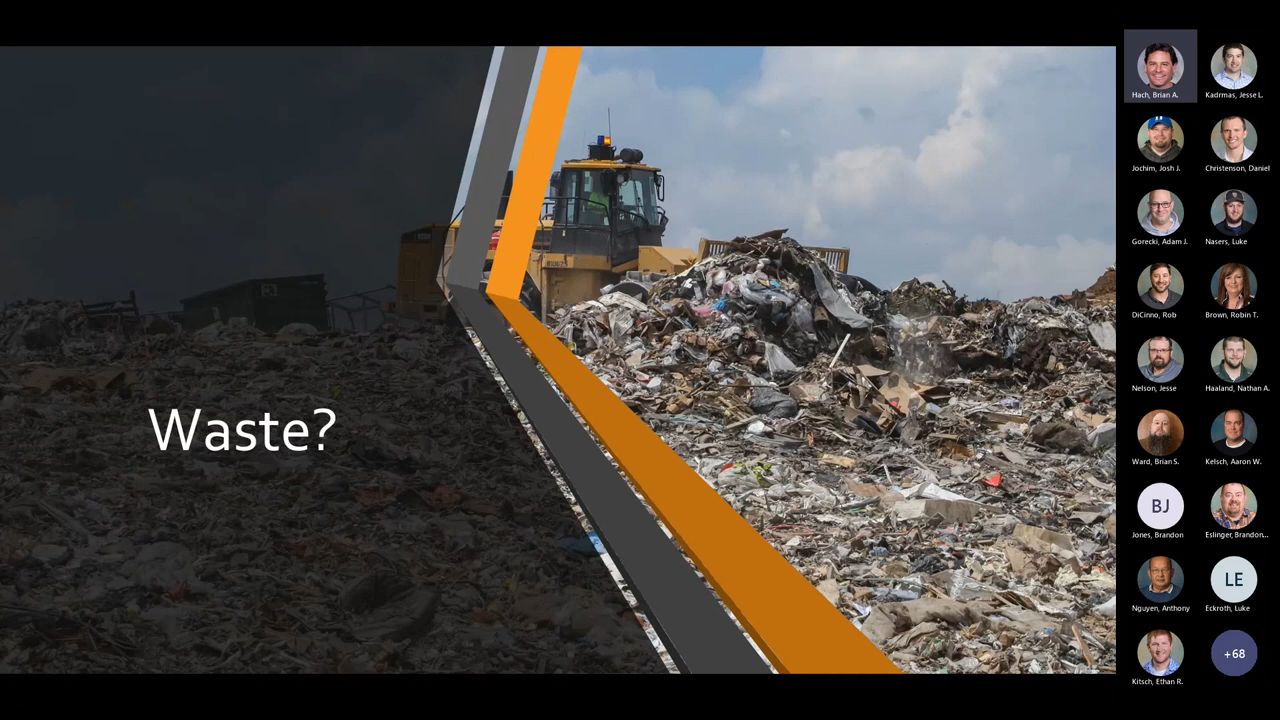 Waste?
Hach, Brian A.
Kadrmas, Jesse L.
Jochim, Josh J.
Christenson, Daniel
Gorecki, Adam J.
Nasers, Luke
DiCinno, Rob
Brown, Robin T.
Nelson, Jesse
Haaland, Nathan A.
Ward, Brian S.
Kelsch, Aaron W.
BJ
Jones, Brandon
Eslinger, Brandon...
Nguyen, Anthony
LE
Eckroth, Luke
Kitsch, Ethan R.
+68